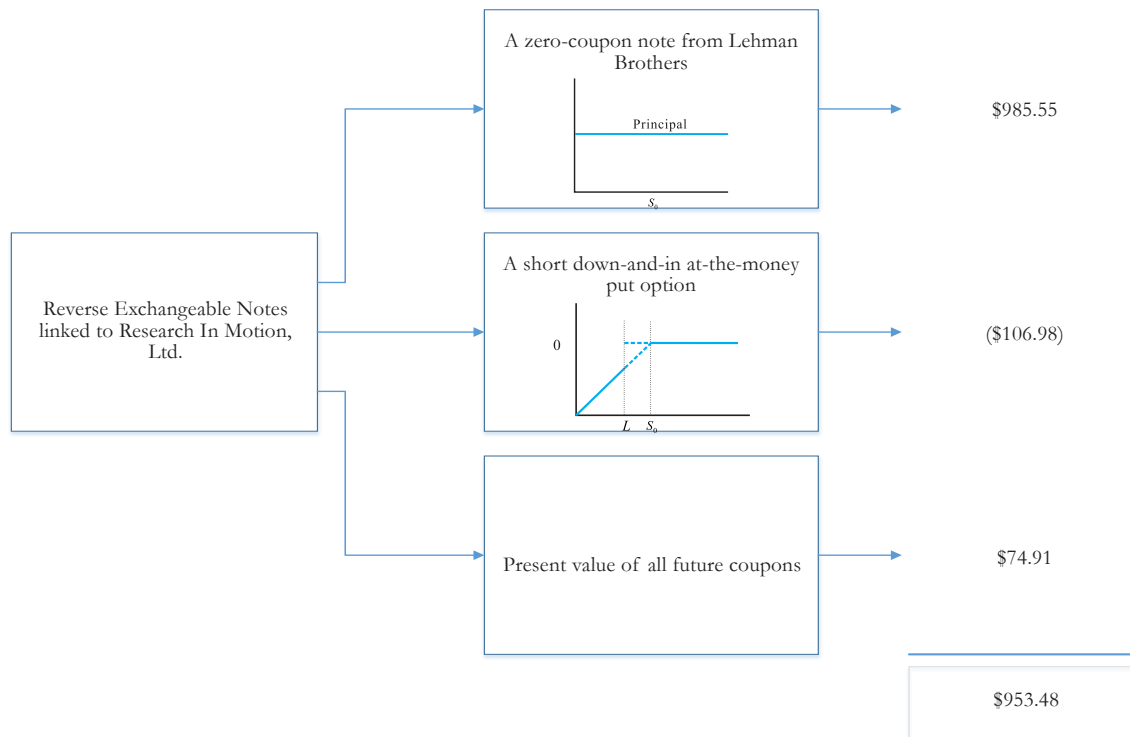 A zero-coupon note from Lehman
Brothers
Principal
S₀
$985.55
Reverse Exchangeable Notes
linked to Research In Motion,
Ltd.
A short down-and-in at-the-money
put option
0
L S₀
($106.98)
Present value of all future coupons
$74.91
$953.48